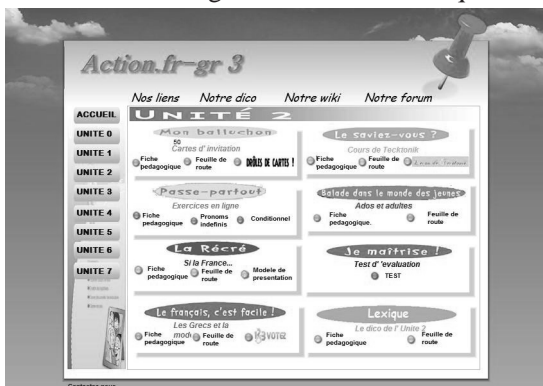 Action.fr-gr 3
Nos liens Notre dico Notre wiki Notre forum
ACCUEIL
UNITE 0
UNITE 1
UNITE 2
UNITE 3
UNITE 4
UNITE 5
UNITE 6
UNITE 7
UNITÉ 2
Mon balluchon
50
Cartes d'invitation
Fiche pedagogique
Feuille de route
DRÔLES DE CARTES !
Le saviez-vous ?
Cours de Tecktonik
Fiche pedagogique
Feuille de route
Passe-partout
Exercices en ligne
Fiche pedagogique
Pronoms indefinis
Conditionnel
Balade dans le monde des jeunes
Ados et adultes
Fiche pedagogique.
Feuille de route
La Récré
Si la France...
Fiche pedagogique
Feuille de route
Modele de presentation
Je maîtrise !
Test d'evaluation
TEST
Le français, c'est facile !
Les Grecs et la
Fiche pedagogique
Feuille de route
VOTEZ
Lexique
Le dico de l'Unite 2
Fiche pedagogique
Feuille de route